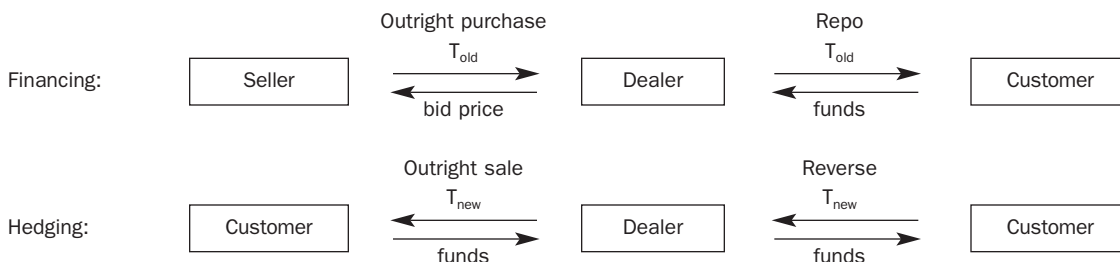 Outright purchase Repo
T_old T_old
Financing: Seller Dealer Customer
bid price funds
Outright sale Reverse
T_new T_new
Hedging: Customer Dealer Customer
funds funds